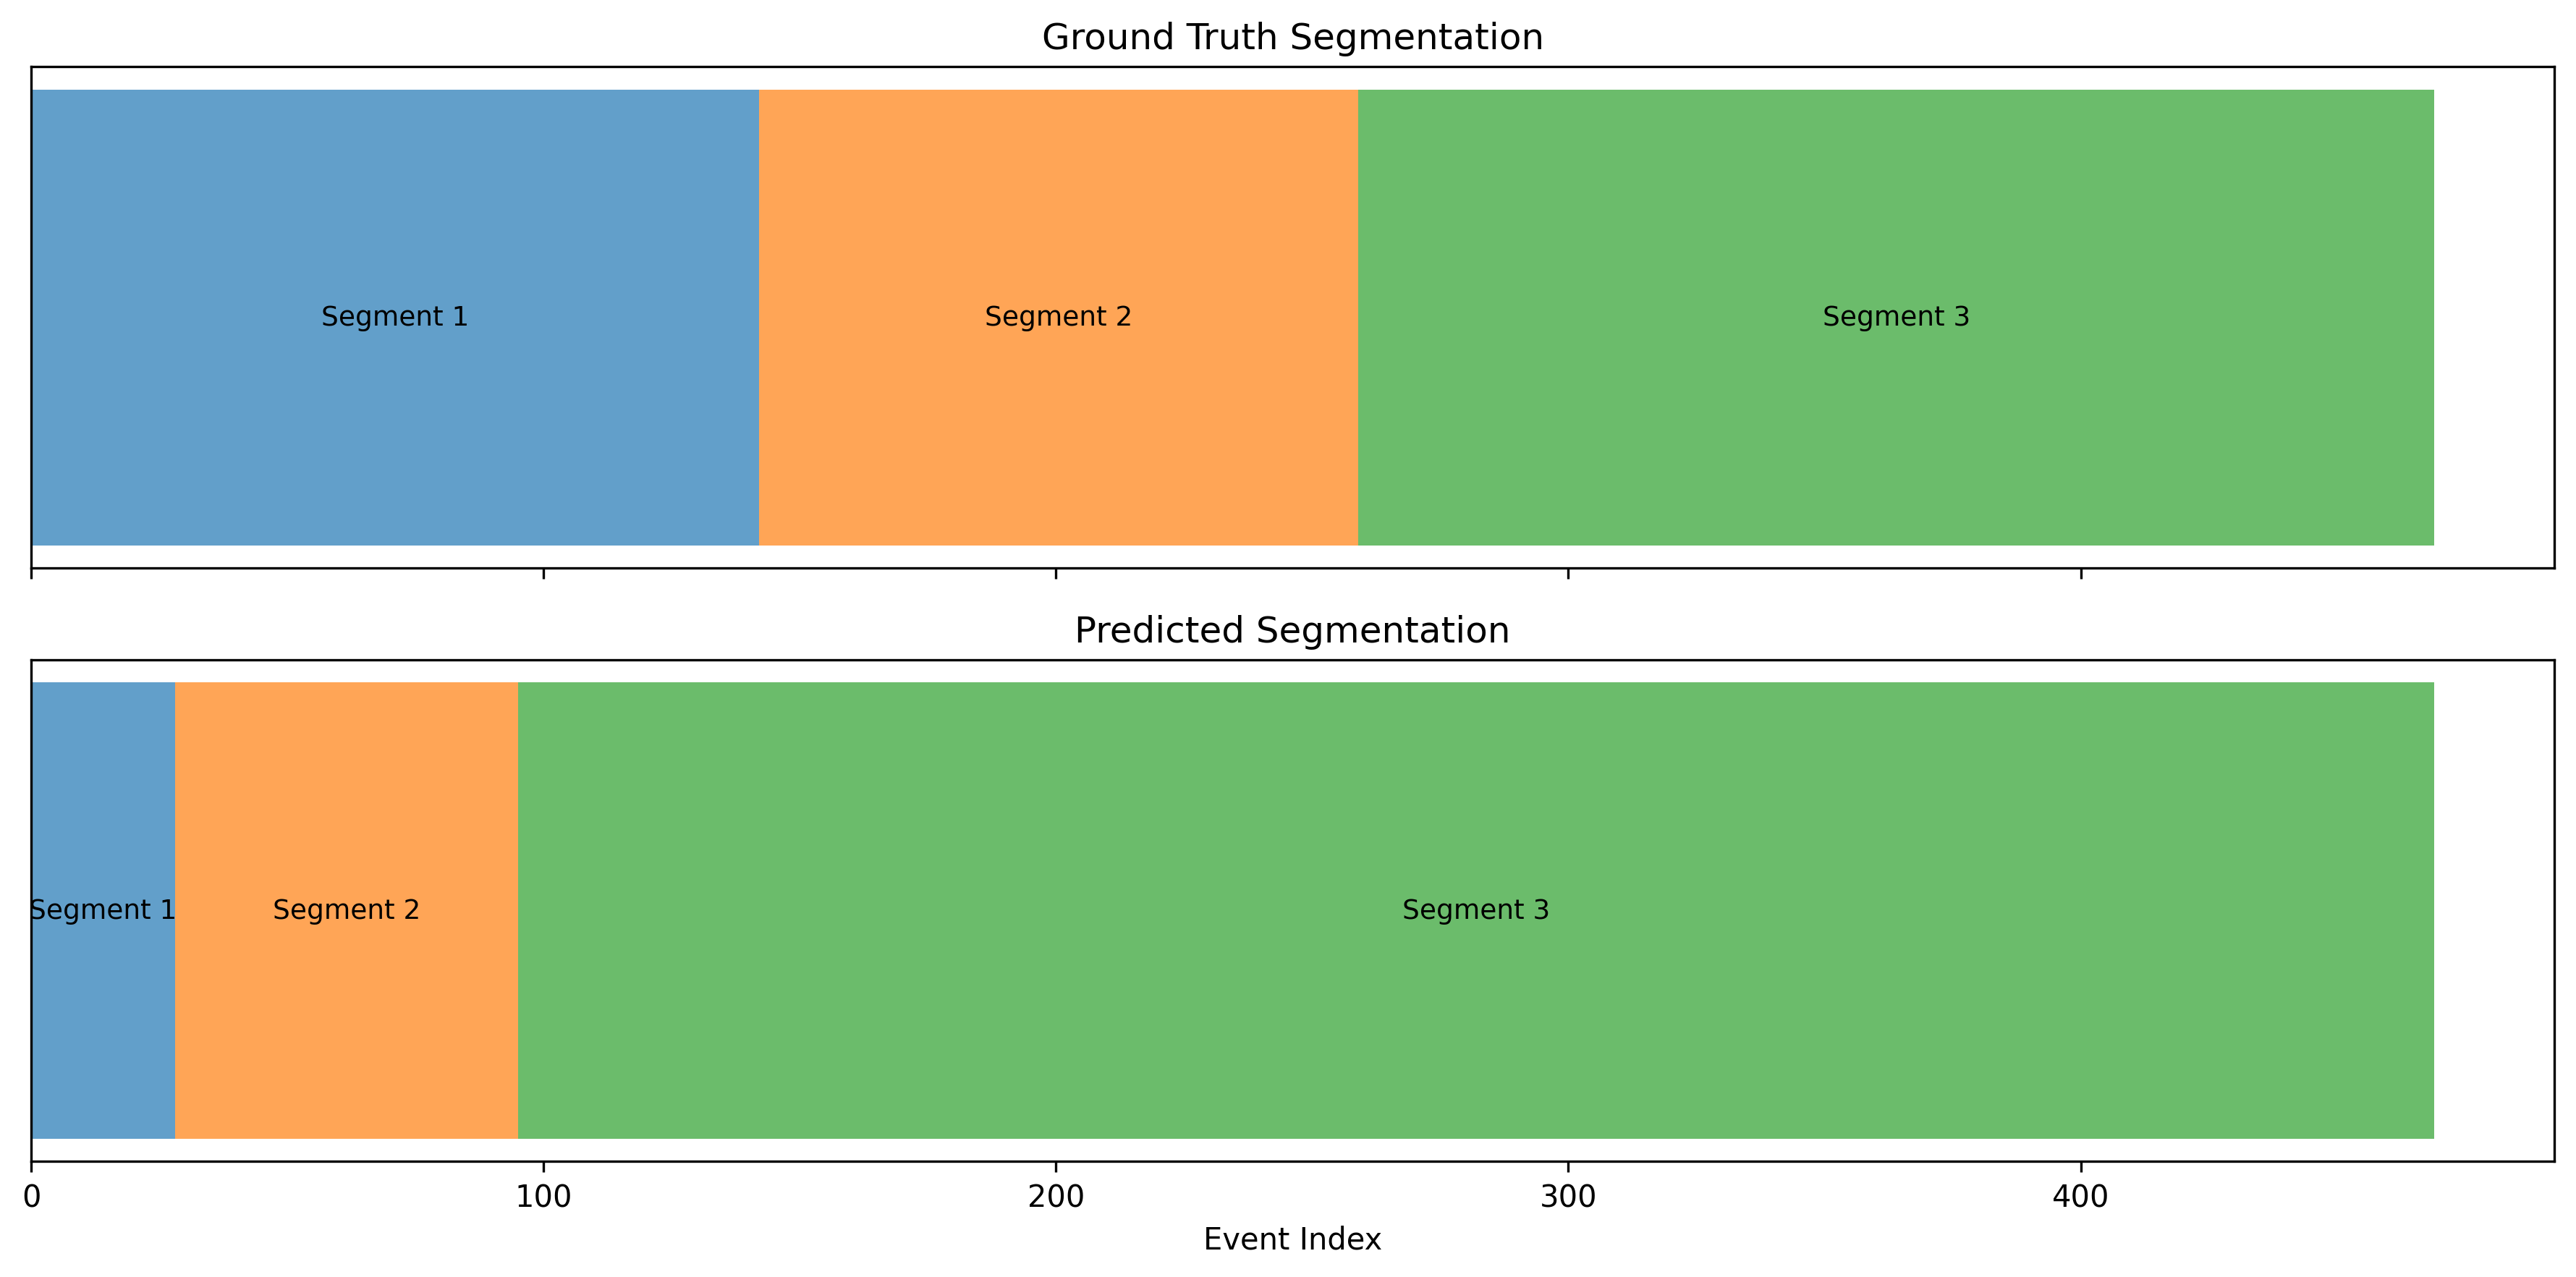 Ground Truth Segmentation
Segment 1 Segment 2 Segment 3
Predicted Segmentation
Segment 1 Segment 2 Segment 3
0 100 200 300 400
Event Index